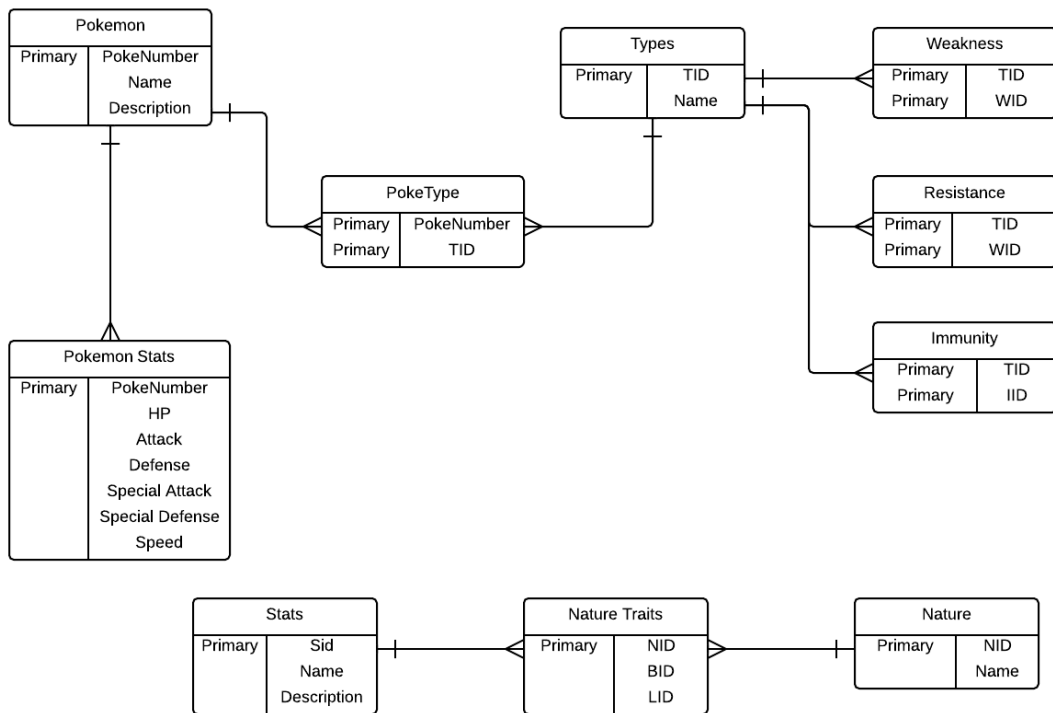 Pokemon
Primary PokeNumber
Name
Description
Types
Primary TID
Name
Weakness
Primary TID
Primary WID
PokeType
Primary PokeNumber
Primary TID
Resistance
Primary TID
Primary WID
Immunity
Primary TID
Primary IID
Pokemon Stats
Primary PokeNumber
HP
Attack
Defense
Special Attack
Special Defense
Speed
Stats
Primary Sid
Name
Description
Nature Traits
Primary NID
BID
LID
Nature
Primary NID
Name